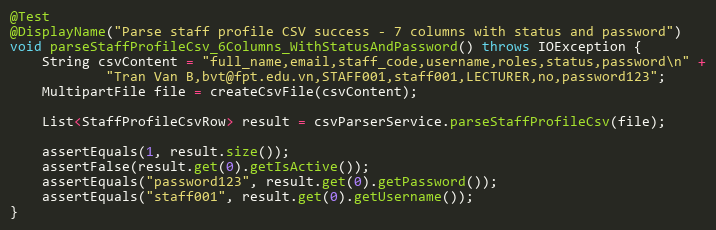 @Test
@DisplayName("Parse staff profile CSV success - 7 columns with status and password")
void parseStaffProfileCsv_6Columns_WithStatusAndPassword() throws IOException {
    String csvContent = "full_name,email,staff_code,username,roles,status,password\n" +
            "Tran Van B,bvt@fpt.edu.vn,STAFF001,staff001,LECTURER,no,password123";
    MultipartFile file = createCsvFile(csvContent);

    List<StaffProfileCsvRow> result = csvParserService.parseStaffProfileCsv(file);

    assertEquals(1, result.size());
    assertFalse(result.get(0).getIsActive());
    assertEquals("password123", result.get(0).getPassword());
    assertEquals("staff001", result.get(0).getUsername());
}